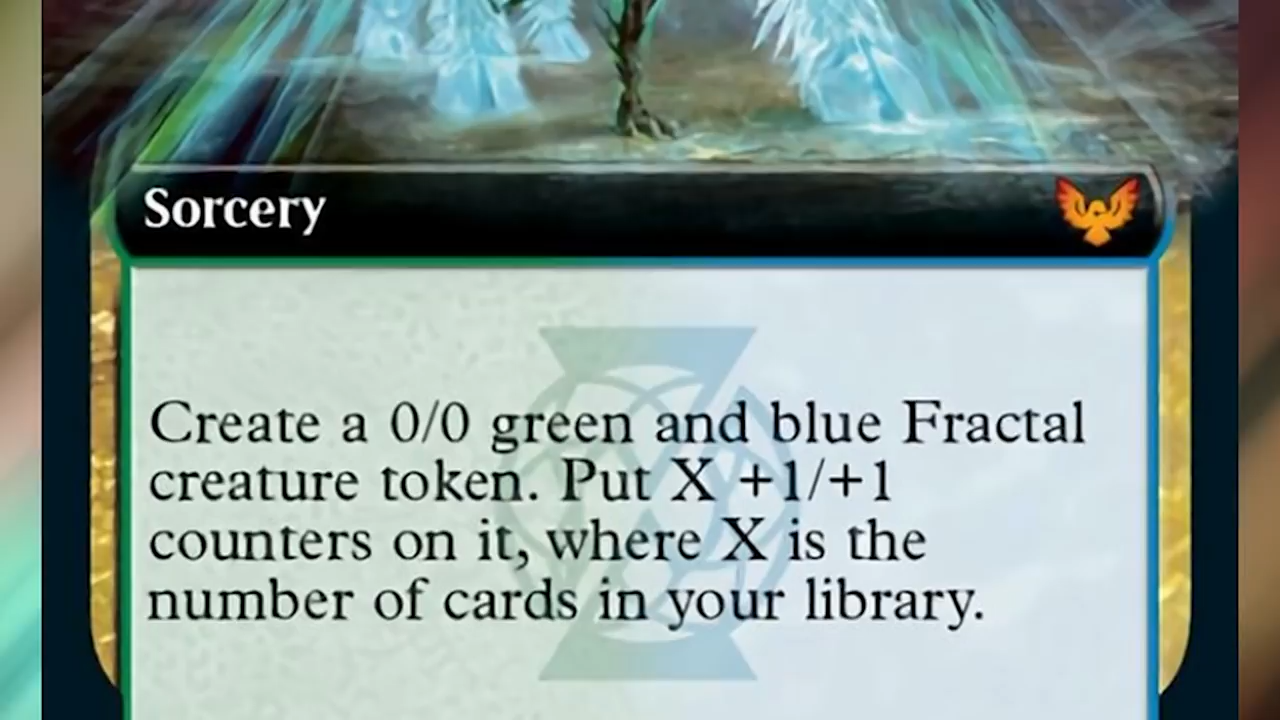 Sorcery
Create a 0/0 green and blue Fractal
creature token. Put X +1/+1
counters on it, where X is the
number of cards in your library.